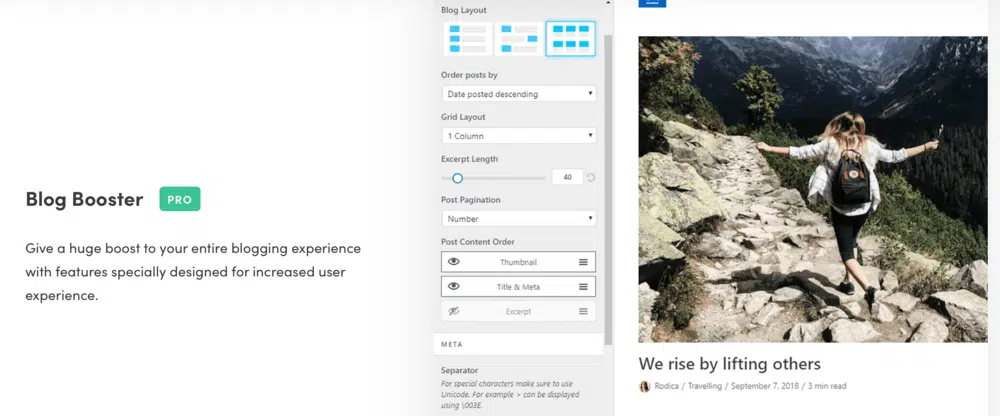 Blog Booster PRO
Give a huge boost to your entire blogging experience
with features specially designed for increased user
experience.
Blog Layout
Order posts by
Date posted descending
Grid Layout
1 Column
Excerpt Length
40
Post Pagination
Number
Post Content Order
Thumbnail
Title & Meta
Excerpt
META
Separator
For special characters make sure to use
Unicode. For example > can be displayed
using \003E.
We rise by lifting others
Rodica / Travelling / September 7, 2018 / 3 min read